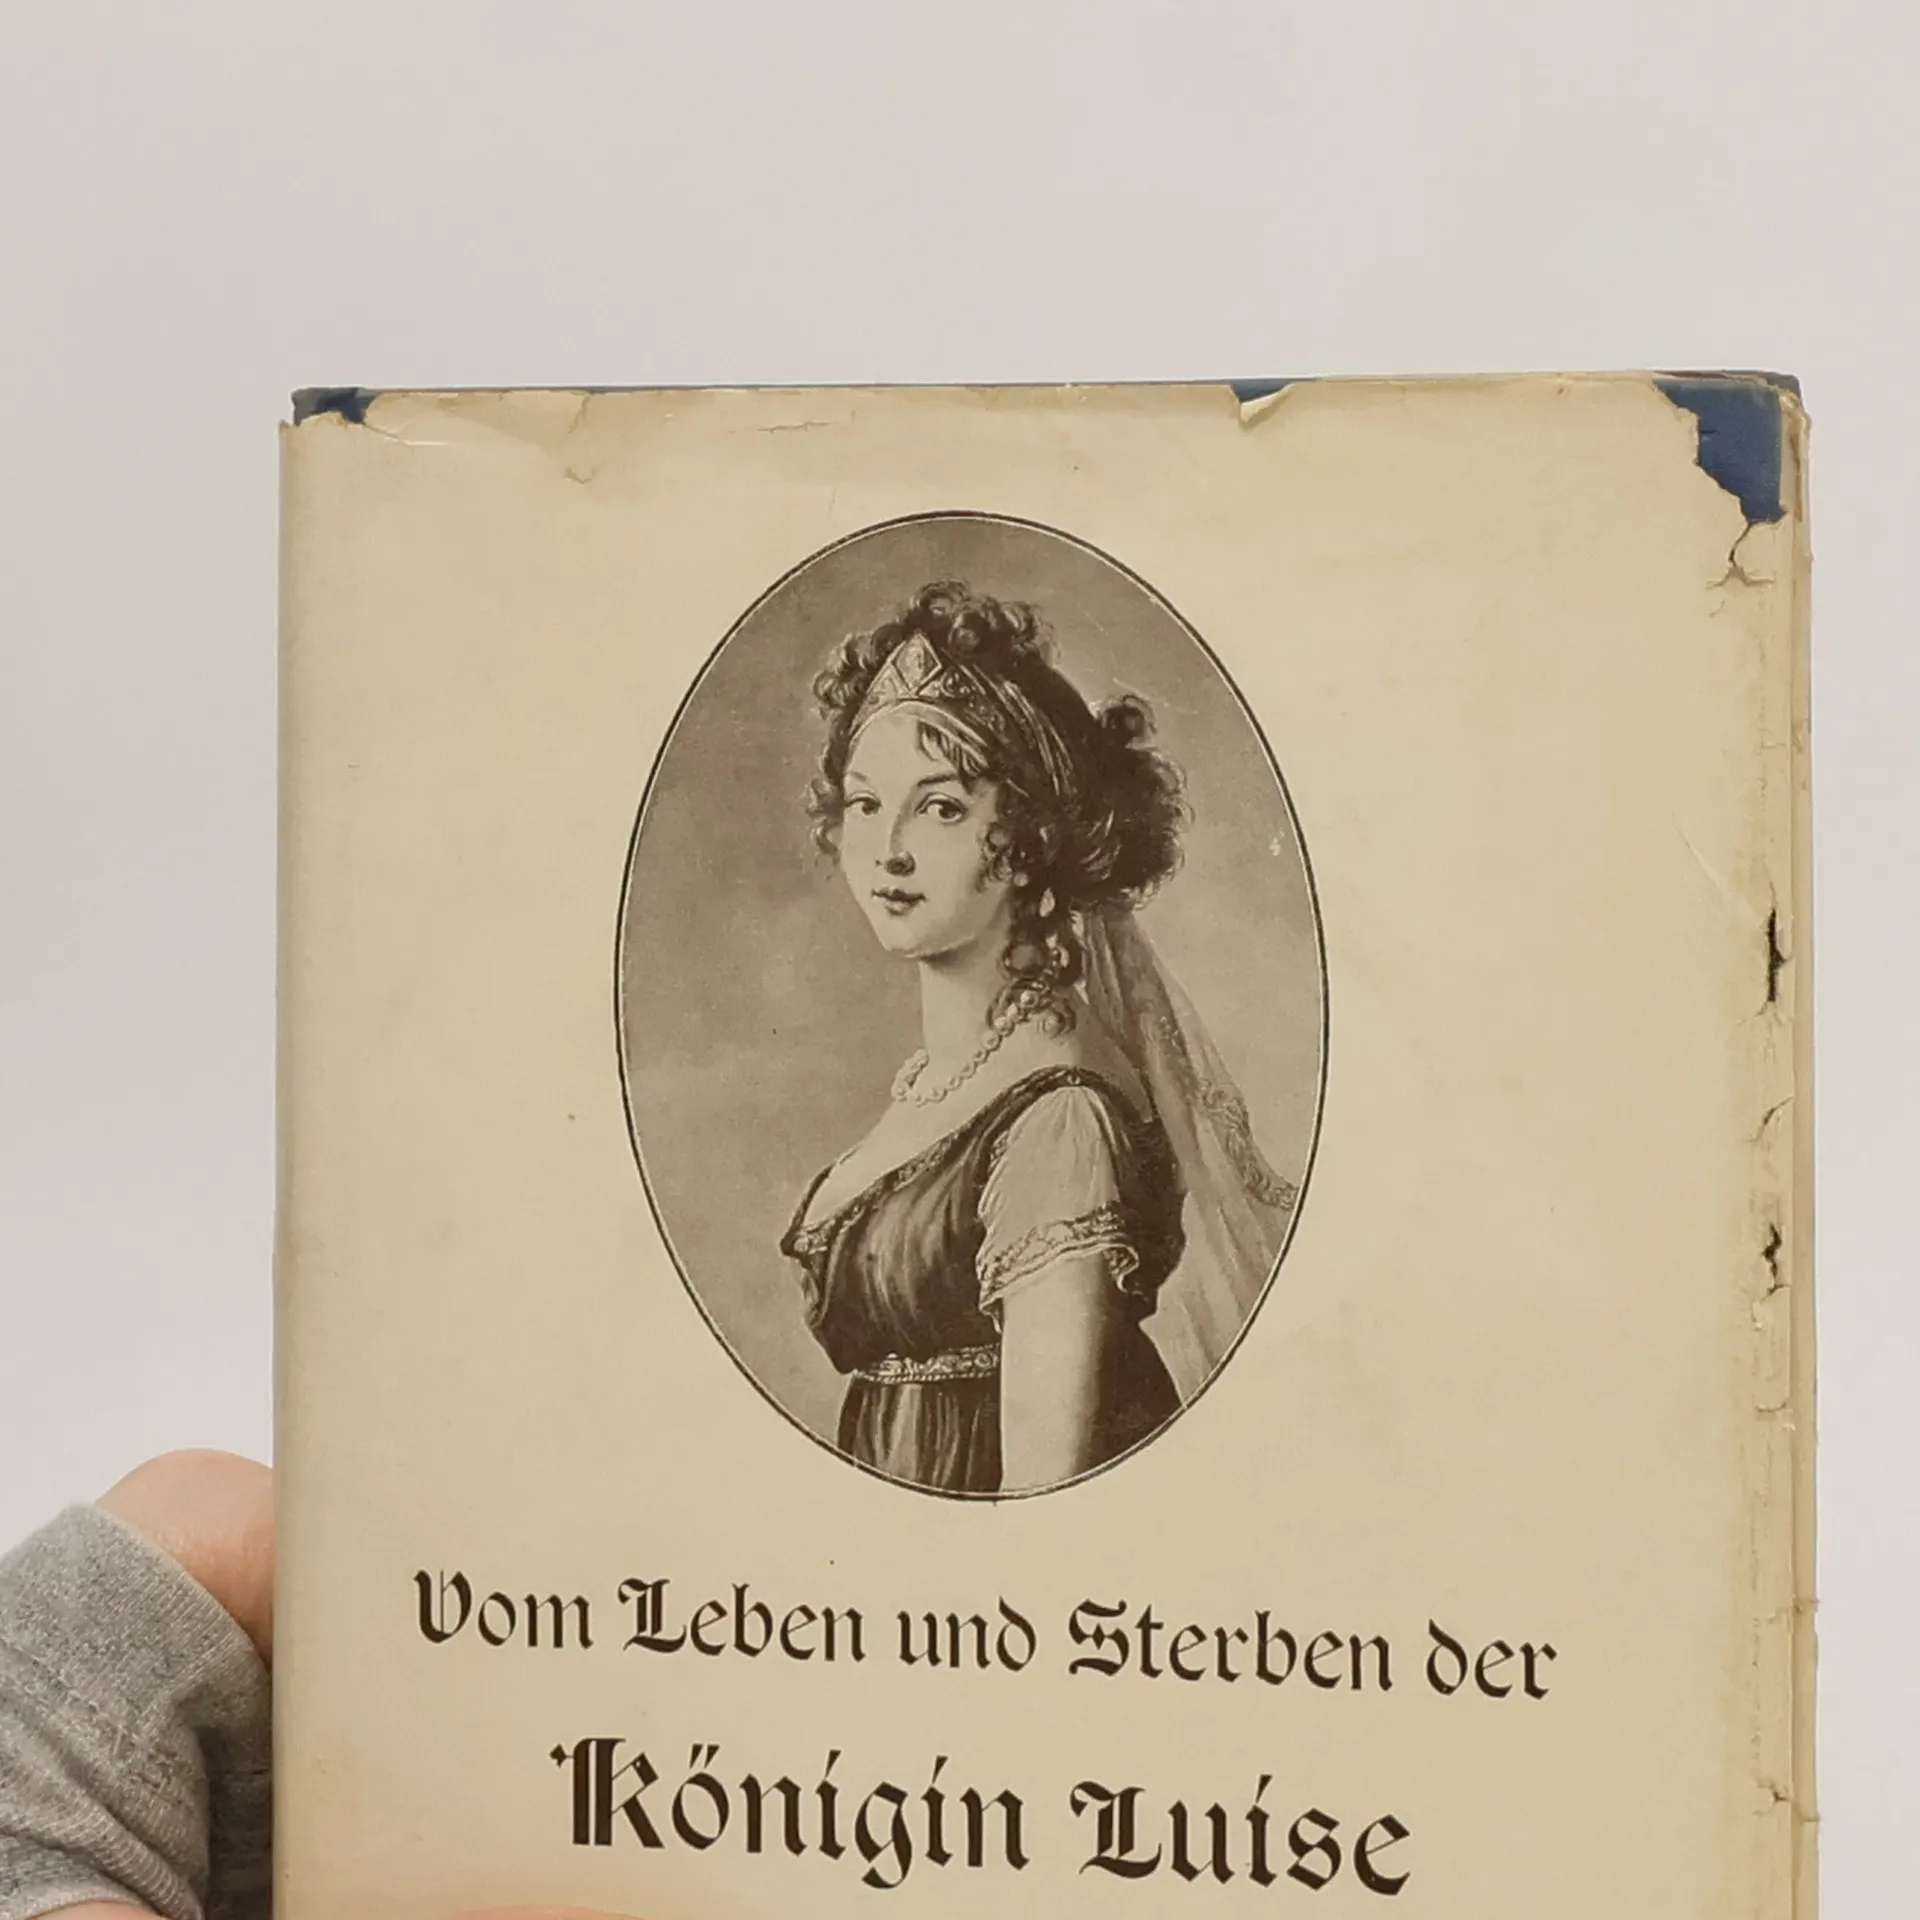 Vom Leben und Sterben der
Königin Luise